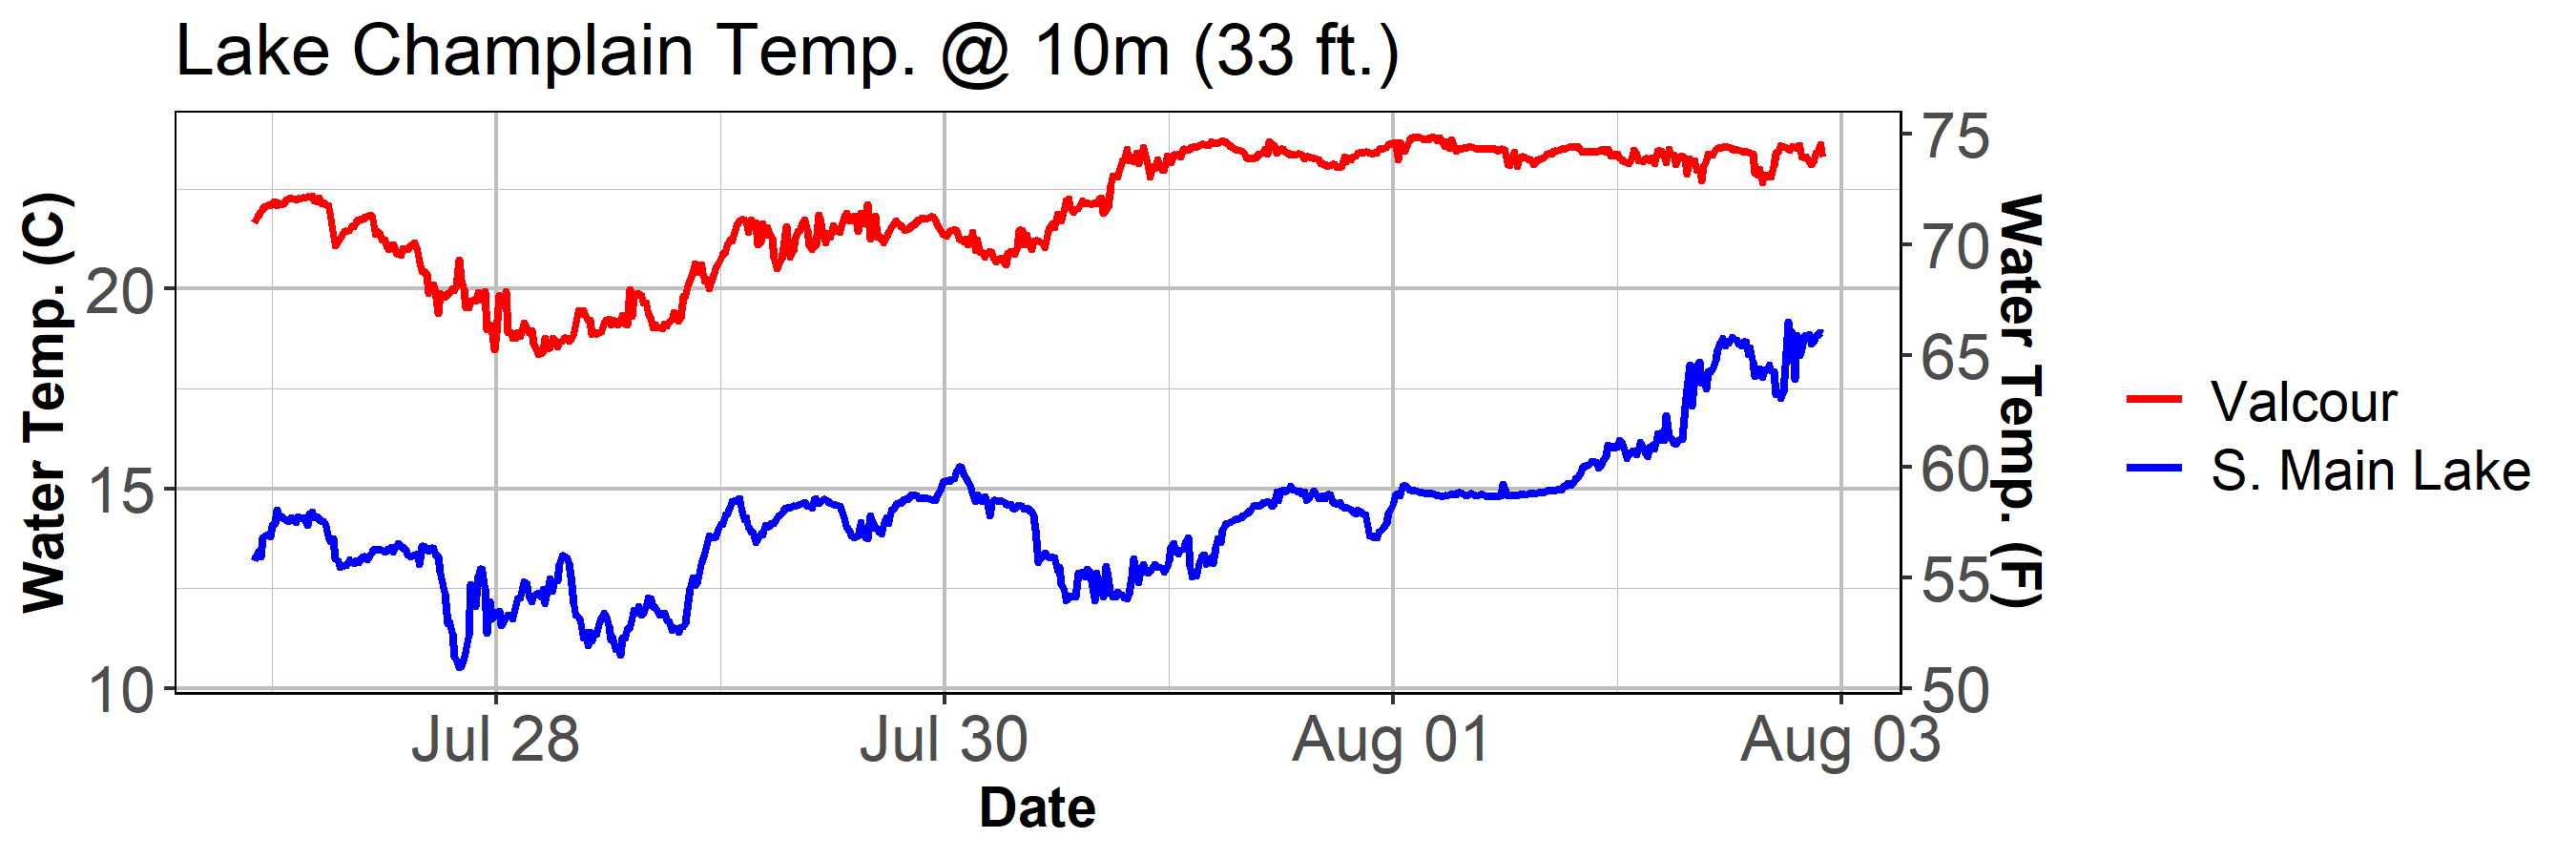 Lake Champlain Temp. @ 10m (33 ft.)
Water Temp. (C)
20
15
10
75
70
65
60
55
50
Water Temp. (F)
Jul 28
Jul 30
Aug 01
Aug 03
Date
Valcour
S. Main Lake